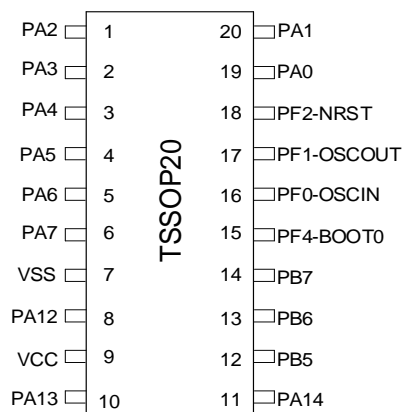 PA2 1 20 PA1
PA3 2 19 PA0
PA4 3 18 PF2-NRST
PA5 4 17 PF1-OSCOUT
PA6 5 16 PF0-OSCIN
PA7 6 15 PF4-BOOT0
VSS 7 14 PB7
PA12 8 13 PB6
VCC 9 12 PB5
PA13 10 11 PA14
TSSOP20